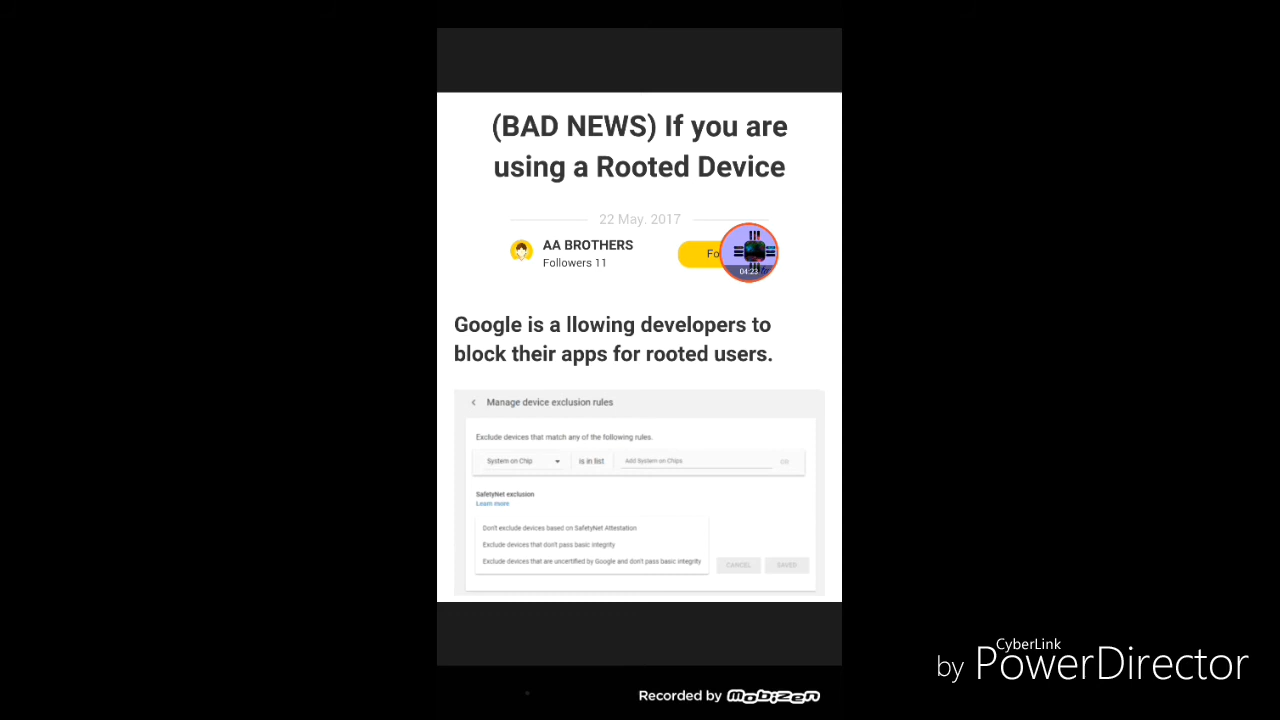 (BAD NEWS) If you are
using a Rooted Device
22 May. 2017
AA BROTHERS
Followers 11
Fo
04:23
Google is a llowing developers to
block their apps for rooted users.
Manage device exclusion rules
Exclude devices that match any of the following rules.
System on Chip is in list Add System on Chips
SafetyNet exclusion
Learn more
Don't exclude devices based on SafetyNet Attestation
Exclude devices that don't pass basic integrity
Exclude devices that are uncertified by Google and don't pass basic integrity
CANCEL SAVED
CyberLink
by PowerDirector
Recorded by Mobizen